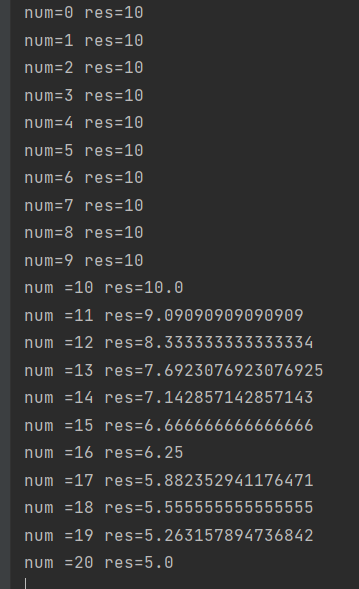 num=0 res=10
num=1 res=10
num=2 res=10
num=3 res=10
num=4 res=10
num=5 res=10
num=6 res=10
num=7 res=10
num=8 res=10
num=9 res=10
num =10 res=10.0
num =11 res=9.09090909090909
num =12 res=8.333333333333334
num =13 res=7.6923076923076925
num =14 res=7.142857142857143
num =15 res=6.666666666666666
num =16 res=6.25
num =17 res=5.882352941176471
num =18 res=5.555555555555555
num =19 res=5.263157894736842
num =20 res=5.0